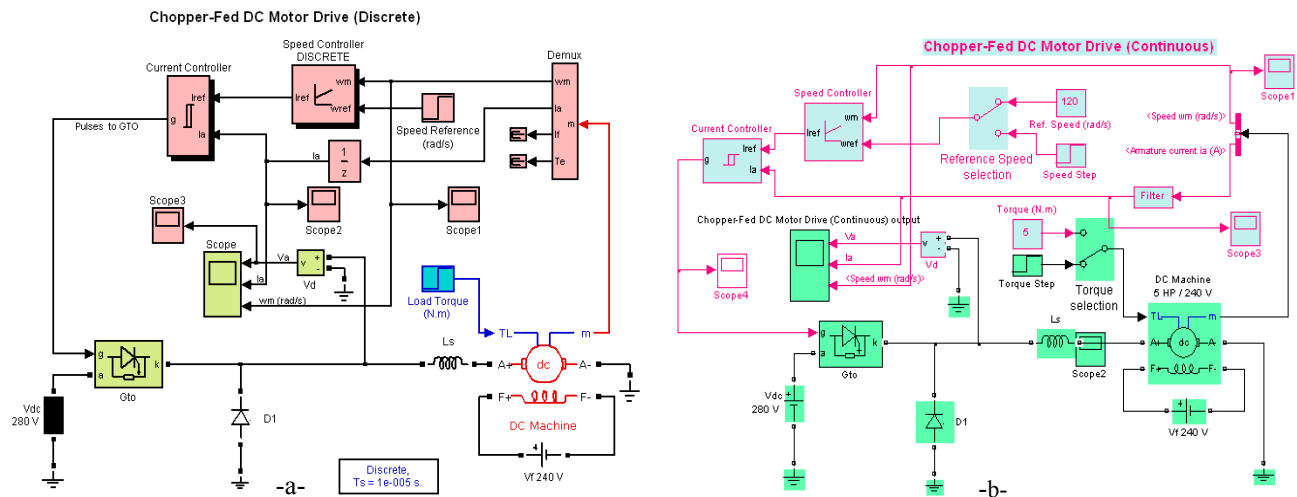 Chopper-Fed DC Motor Drive (Discrete)
Speed Controller
DISCRETE
Demux
Current Controller
Iref
g
Ia
wm
Iref
wref
Speed Reference
(rad/s)
wm
Ia
m
If
Te
Pulses to GTO
Ia
1
z
Scope3
Scope2
Scope1
Scope
Va
Ia
wm (rad/s)
v
+
-
Vd
Load Torque
(N.m)
TL
m
g
a
k
Gto
Ls
A+
dc
A-
F+
F-
DC Machine
Vdc
280 V
D1
+
Vf 240 V
Discrete,
Ts = 1e-005 s.
-a-
Chopper-Fed DC Motor Drive (Continuous)
Scope1
Speed Controller
wm
Iref
wref
120
Ref. Speed (rad/s)
<Speed wm (rad/s)>
Current Controller
Iref
g
Ia
Reference Speed
selection
Speed Step
<Armature current ia (A)>
Filter
Chopper-Fed DC Motor Drive (Continuous) output
Torque (N.m)
5
Scope3
Va
Ia
<Speed wm (rad/s)>
v
+
-
Vd
Scope4
Torque Step
Torque
selection
DC Machine
5 HP / 240 V
g
a
k
Gto
Ls
Scope2
TL
m
A+
dc
A-
F+
F-
Vdc
280 V
+
D1
+
Vf 240 V
-b-